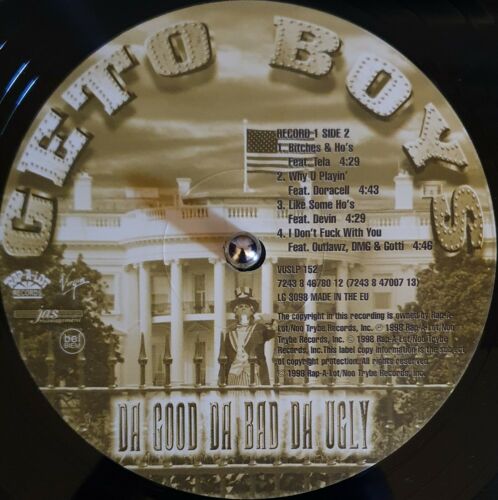 GETO BOYS
RECORD 1 SIDE 2
1. Bitches & Ho's
Feat. Tela 4:29
2. Why U Playin'
Feat. Doracell 4:43
3. Like Some Ho's
Feat. Devin 4:29
4. I Don't Fuck With You
Feat. Outlawz, DMG & Gotti 4:46
VUSLP 152
7243 8 46780 12 (7243 8 47007 13)
LC 3098 MADE IN THE EU
The copyright in this recording is owned by Rap-A-
Lot/Noo Trybe Records, Inc. ℗ 1998 Rap-A-Lot/Noo
Trybe Records, Inc. © 1998 Rap-A-Lot/Noo Trybe
Records, Inc. This label copy information is the subject
of copyright protection. All rights reserved.
© 1998 Rap-A-Lot/Noo Trybe Records, Inc.
RAP-A-LOT
RECORDS
Virgin
jas
management
DA GOOD DA BAD DA UGLY